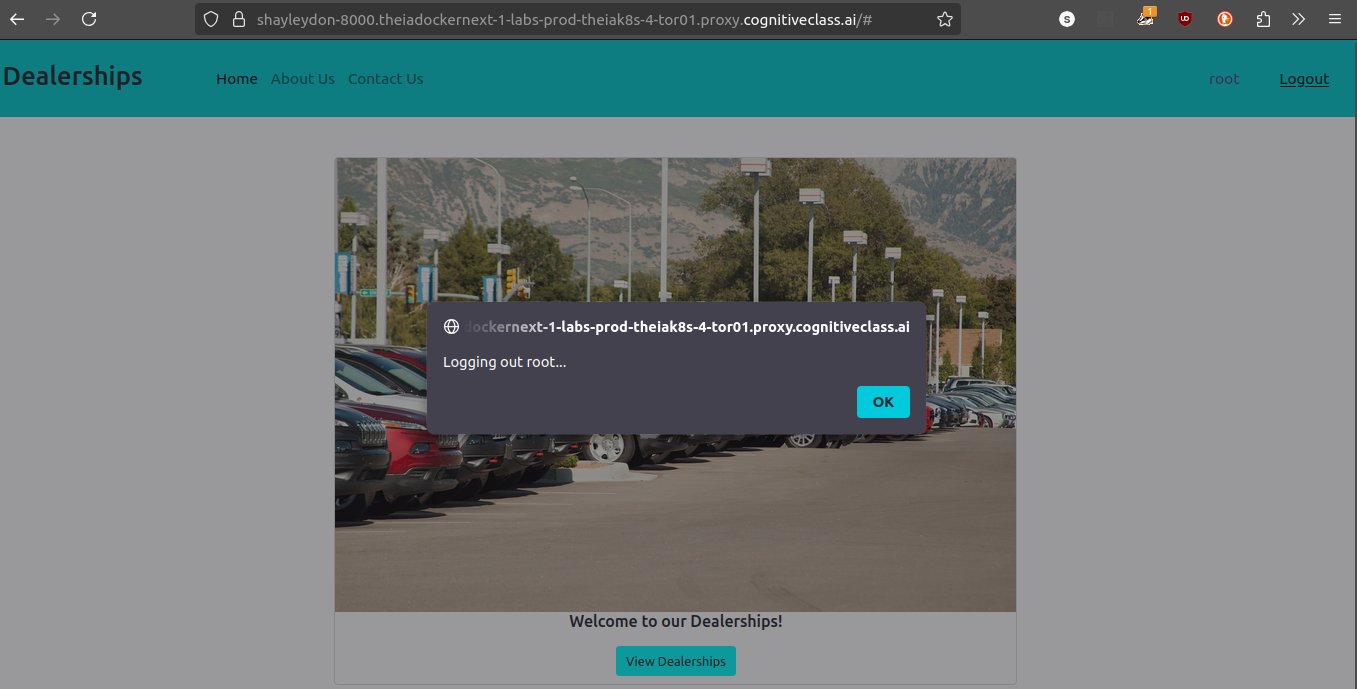 shayleydon-8000.theiadockernext-1-labs-prod-theiak8s-4-tor01.proxy.cognitiveclass.ai/#
S
1
UD
Dealerships
Home About Us Contact Us
root Logout
dockernext-1-labs-prod-theiak8s-4-tor01.proxy.cognitiveclass.ai
Logging out root...
OK
Welcome to our Dealerships!
View Dealerships